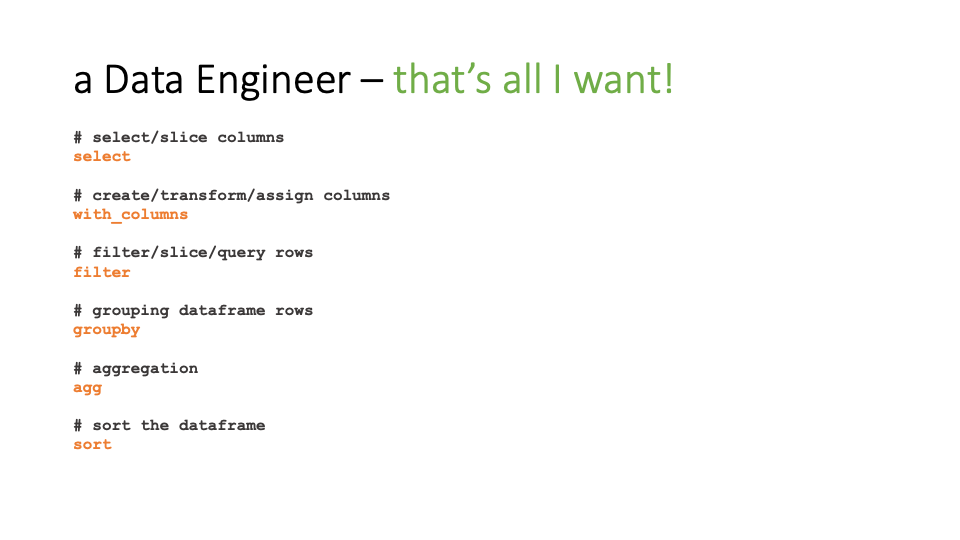 a Data Engineer – that’s all I want!
# select/slice columns
select
# create/transform/assign columns
with_columns
# filter/slice/query rows
filter
# grouping dataframe rows
groupby
# aggregation
agg
# sort the dataframe
sort